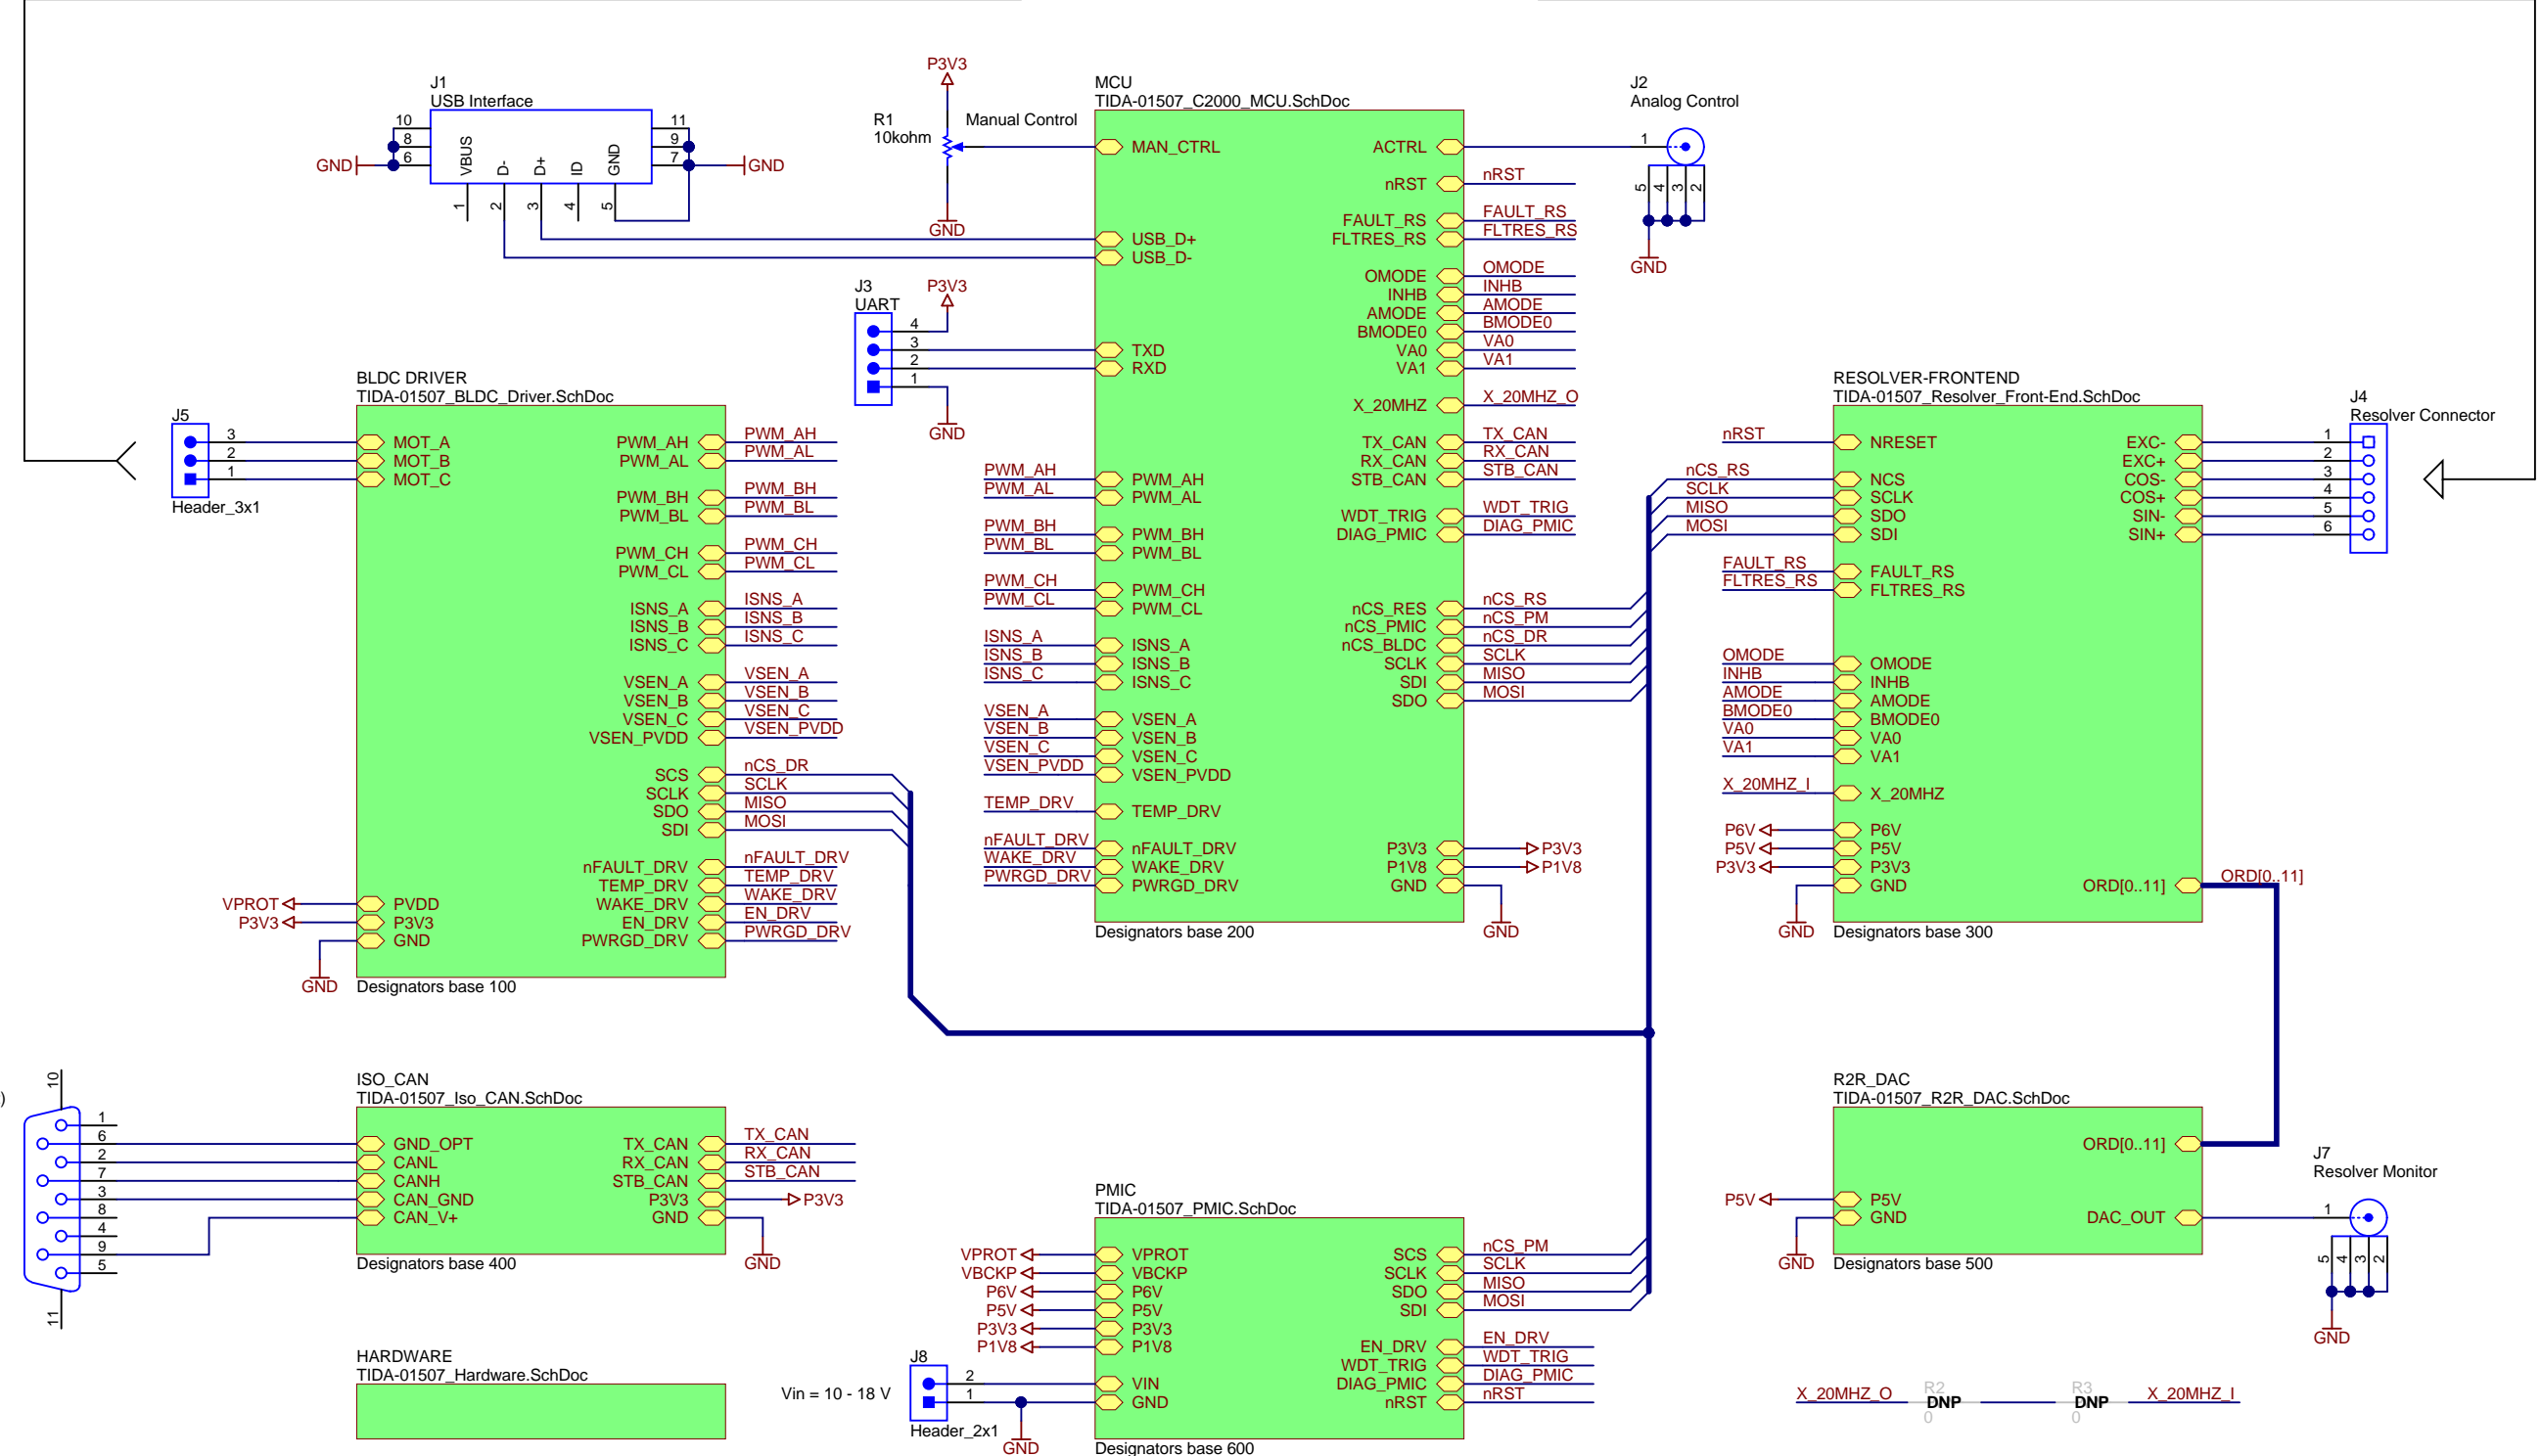 J1
USB Interface
10
8
6
11
9
7
GND
GND
VBUS
D-
D+
ID
GND
1
2
3
4
5
P3V3
R1
10kohm
Manual Control
GND
J3
UART
P3V3
4
3
2
1
GND
MCU
TIDA-01507_C2000_MCU.SchDoc
MAN_CTRL
USB_D+
USB_D-
TXD
RXD
PWM_AH PWM_AH
PWM_AL PWM_AL
PWM_BH PWM_BH
PWM_BL PWM_BL
PWM_CH PWM_CH
PWM_CL PWM_CL
ISNS_A ISNS_A
ISNS_B ISNS_B
ISNS_C ISNS_C
VSEN_A VSEN_A
VSEN_B VSEN_B
VSEN_C VSEN_C
VSEN_PVDD VSEN_PVDD
TEMP_DRV TEMP_DRV
nFAULT_DRV nFAULT_DRV
WAKE_DRV WAKE_DRV
PWRGD_DRV PWRGD_DRV
ACTRL
nRST nRST
FAULT_RS FAULT_RS
FLTRES_RS FLTRES_RS
OMODE OMODE
INHB INHB
AMODE AMODE
BMODE0 BMODE0
VA0 VA0
VA1 VA1
X_20MHZ X_20MHZ_O
TX_CAN TX_CAN
RX_CAN RX_CAN
STB_CAN STB_CAN
WDT_TRIG WDT_TRIG
DIAG_PMIC DIAG_PMIC
nCS_RES nCS_RS
nCS_PMIC nCS_PM
nCS_BLDC nCS_DR
SCLK SCLK
SDI MISO
SDO MOSI
P3V3 P3V3
P1V8 P1V8
GND
GND
Designators base 200
J2
Analog Control
1
5
4
3
2
GND
BLDC DRIVER
TIDA-01507_BLDC_Driver.SchDoc
J5
3
2
1
Header_3x1
MOT_A
MOT_B
MOT_C
PWM_AH PWM_AH
PWM_AL PWM_AL
PWM_BH PWM_BH
PWM_BL PWM_BL
PWM_CH PWM_CH
PWM_CL PWM_CL
ISNS_A ISNS_A
ISNS_B ISNS_B
ISNS_C ISNS_C
VSEN_A VSEN_A
VSEN_B VSEN_B
VSEN_C VSEN_C
VSEN_PVDD VSEN_PVDD
SCS nCS_DR
SCLK SCLK
SDO MISO
SDI MOSI
nFAULT_DRV nFAULT_DRV
TEMP_DRV TEMP_DRV
WAKE_DRV WAKE_DRV
EN_DRV EN_DRV
PWRGD_DRV PWRGD_DRV
VPROT PVDD
P3V3 P3V3
GND
GND
Designators base 100
RESOLVER-FRONTEND
TIDA-01507_Resolver_Front-End.SchDoc
nRST NRESET
nCS_RS NCS
SCLK SCLK
MISO SDO
MOSI SDI
FAULT_RS FAULT_RS
FLTRES_RS FLTRES_RS
OMODE OMODE
INHB INHB
AMODE AMODE
BMODE0 BMODE0
VA0 VA0
VA1 VA1
X_20MHZ_I X_20MHZ
P6V P6V
P5V P5V
P3V3 P3V3
GND
GND
EXC-
EXC+
COS-
COS+
SIN-
SIN+
ORD[0..11] ORD[0..11]
Designators base 300
J4
Resolver Connector
1
2
3
4
5
6
)
10
1
6
2
7
3
8
4
9
5
11
ISO_CAN
TIDA-01507_Iso_CAN.SchDoc
GND_OPT
CANL
CANH
CAN_GND
CAN_V+
TX_CAN TX_CAN
RX_CAN RX_CAN
STB_CAN STB_CAN
P3V3 P3V3
GND
GND
Designators base 400
HARDWARE
TIDA-01507_Hardware.SchDoc
PMIC
TIDA-01507_PMIC.SchDoc
VPROT VPROT
VBCKP VBCKP
P6V P6V
P5V P5V
P3V3 P3V3
P1V8 P1V8
VIN
GND
SCS nCS_PM
SCLK SCLK
SDO MISO
SDI MOSI
EN_DRV EN_DRV
WDT_TRIG WDT_TRIG
DIAG_PMIC DIAG_PMIC
nRST nRST
Designators base 600
Vin = 10 - 18 V
J8
2
1
Header_2x1
GND
R2R_DAC
TIDA-01507_R2R_DAC.SchDoc
ORD[0..11]
P5V P5V
GND
GND
DAC_OUT
Designators base 500
J7
Resolver Monitor
1
5
4
3
2
GND
X_20MHZ_O
R2
DNP
0
R3
DNP
0
X_20MHZ_I